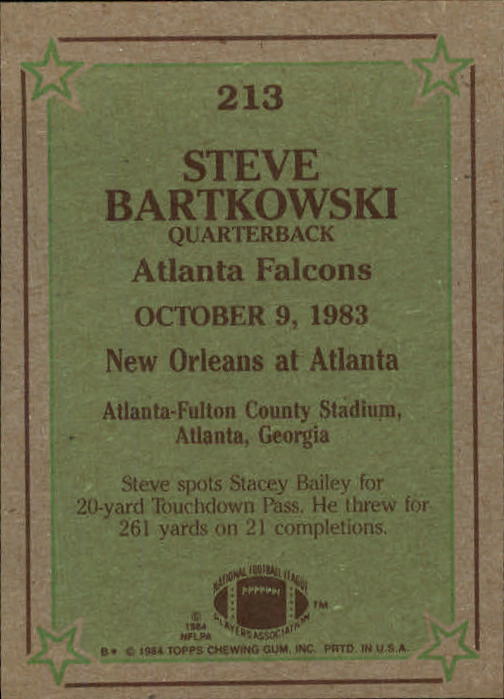 213
STEVE
BARTKOWSKI
QUARTERBACK
Atlanta Falcons
OCTOBER 9, 1983
New Orleans at Atlanta
Atlanta-Fulton County Stadium,
Atlanta, Georgia
Steve spots Stacey Bailey for
20-yard Touchdown Pass. He threw for
261 yards on 21 completions.
NATIONAL FOOTBALL LEAGUE
PLAYERS ASSOCIATION
TM
©
1984
NFLPA
B* © 1984 TOPPS CHEWING GUM, INC. PRTD. IN U.S.A.